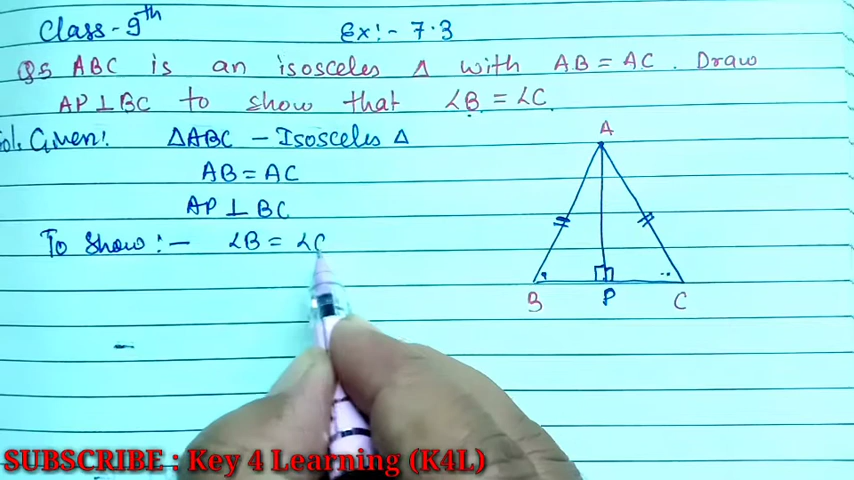 Class-9th Ex:- 7.3
Q5 ABC is an isosceles Δ with AB = AC. Draw
AP⊥BC to show that ∠B = ∠C.
Sol. Given: ΔABC - Isosceles Δ
AB = AC
AP ⊥ BC
To Show :- ∠B = ∠C
A
B P C
SUBSCRIBE : Key 4 Learning (K4L)